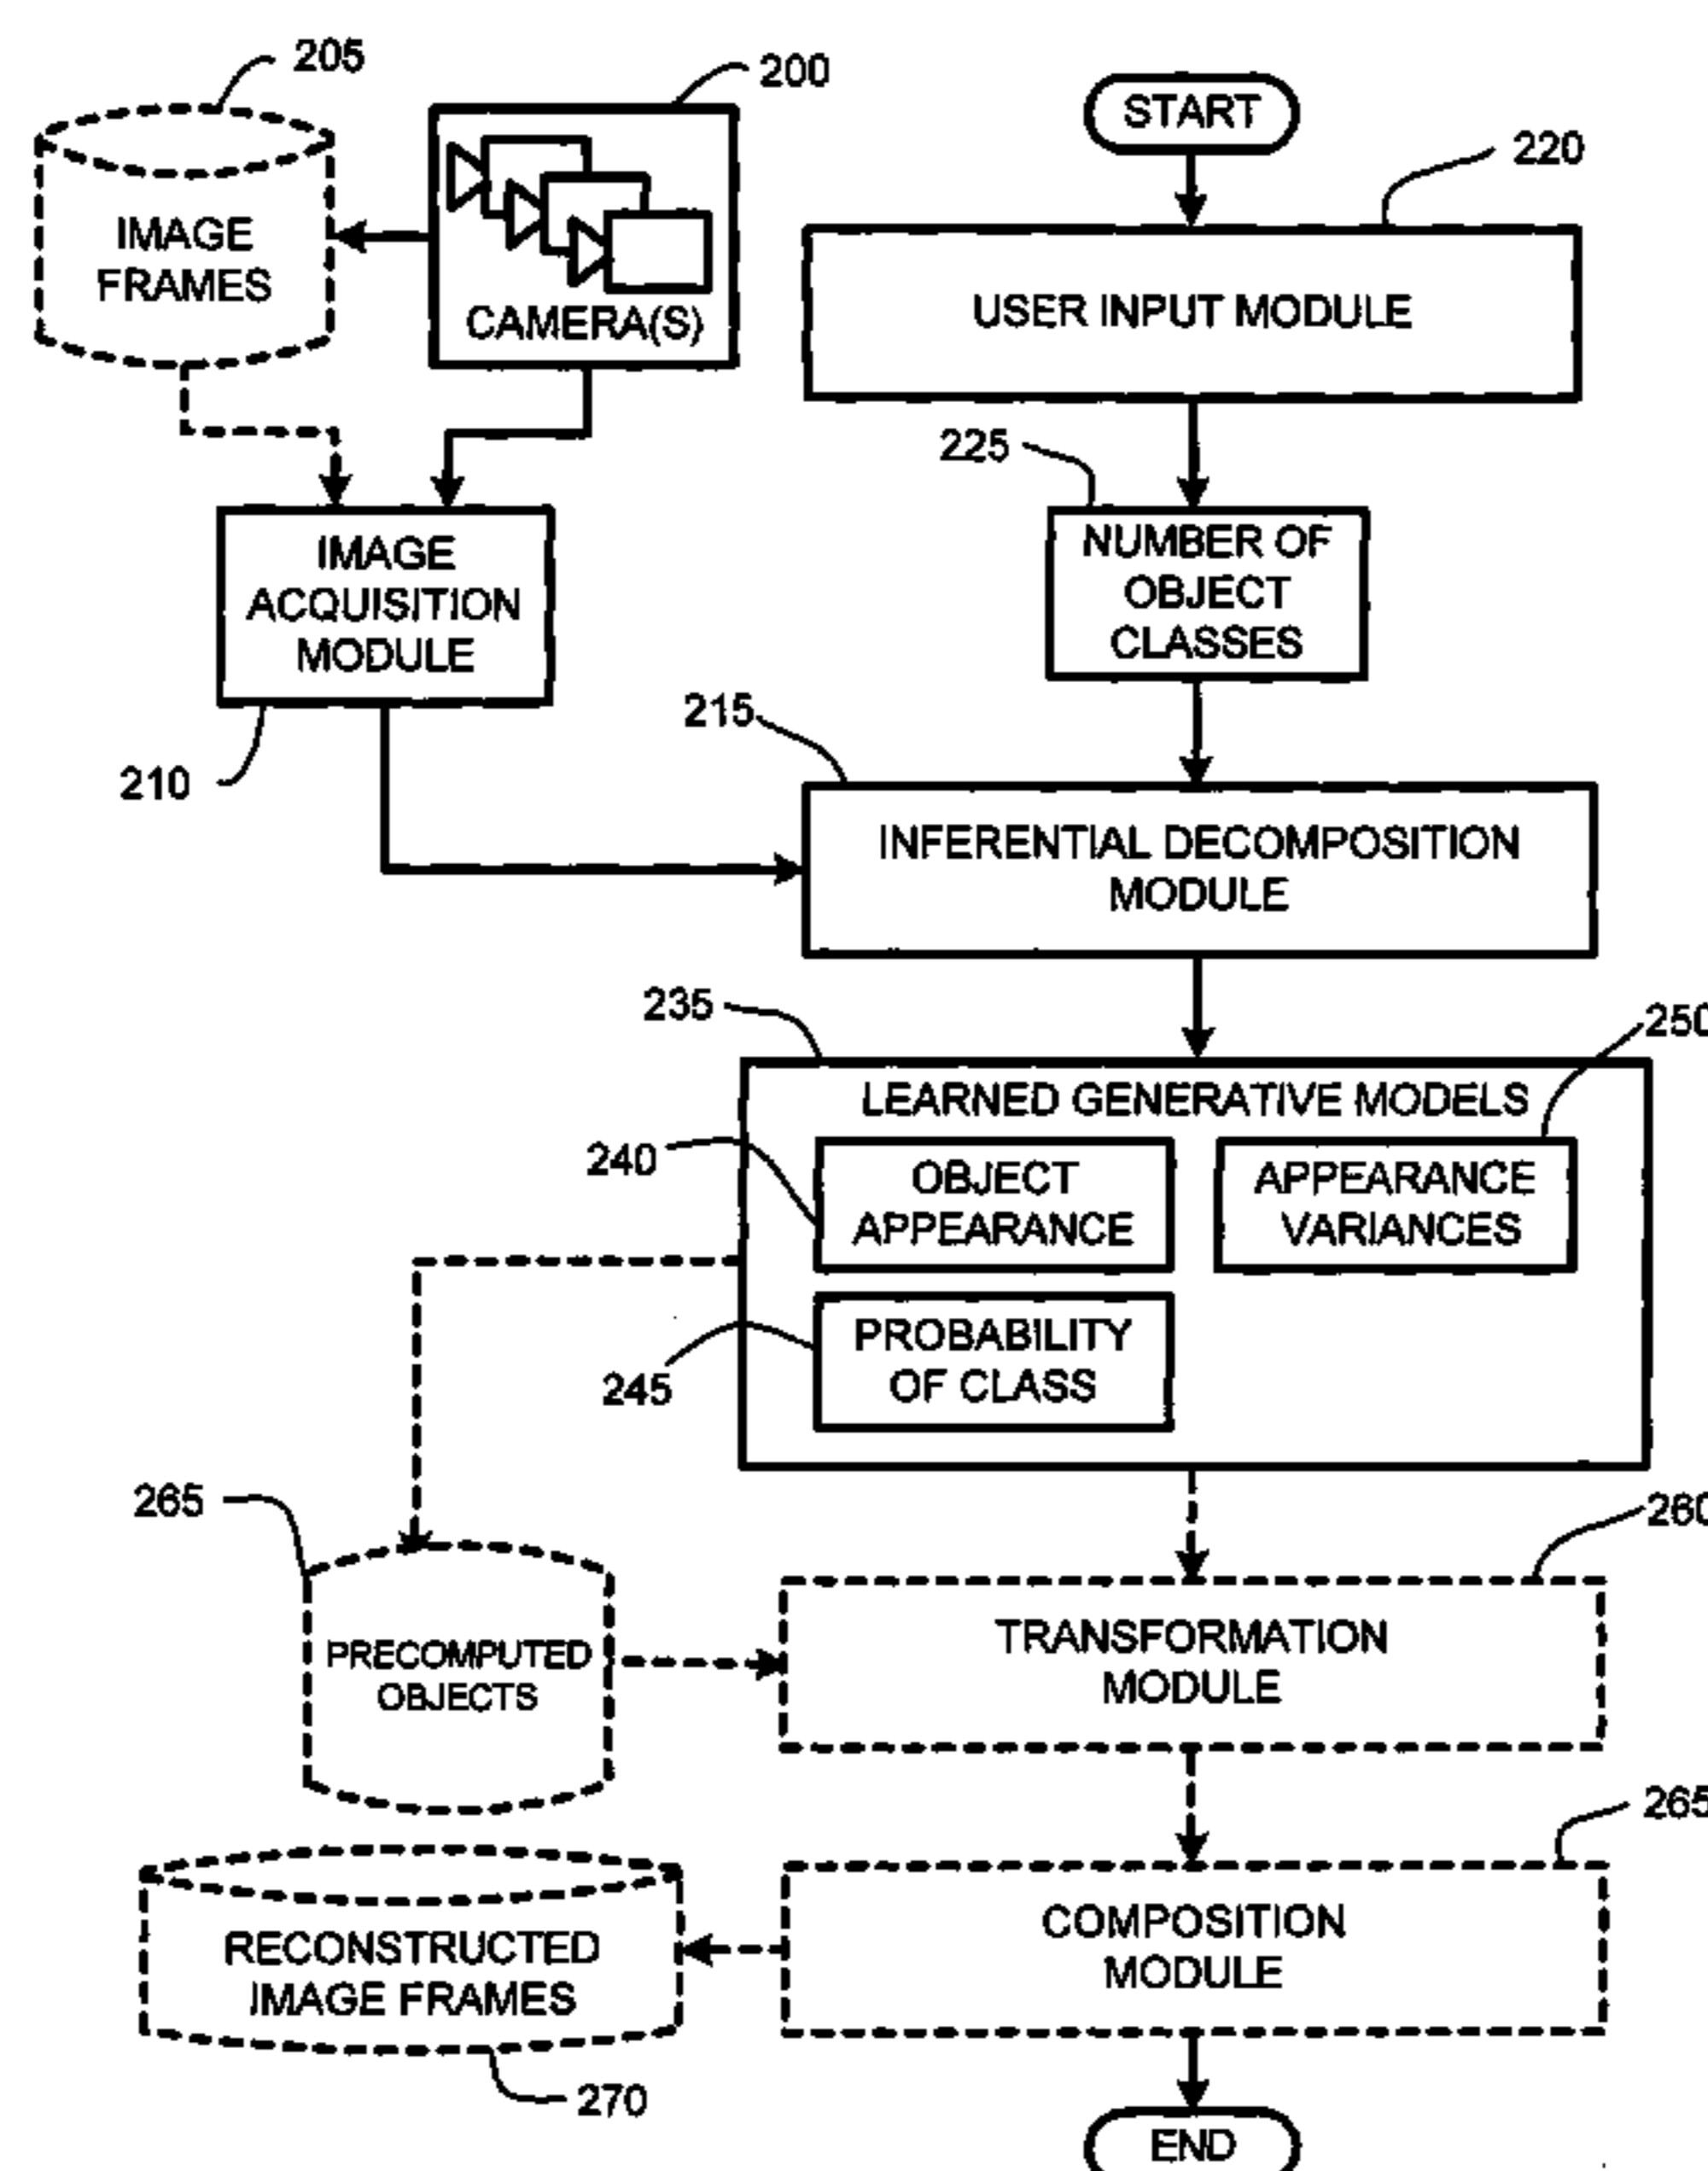 205
200
START
220
IMAGE
FRAMES
CAMERA(S)
USER INPUT MODULE
225
IMAGE
ACQUISITION
MODULE
NUMBER OF
OBJECT
CLASSES
210
215
INFERENTIAL DECOMPOSITION
MODULE
235
250
LEARNED GENERATIVE MODELS
240
OBJECT
APPEARANCE
APPEARANCE
VARIANCES
245
PROBABILITY
OF CLASS
265
260
PRECOMPUTED
OBJECTS
TRANSFORMATION
MODULE
265
RECONSTRUCTED
IMAGE FRAMES
COMPOSITION
MODULE
270
END